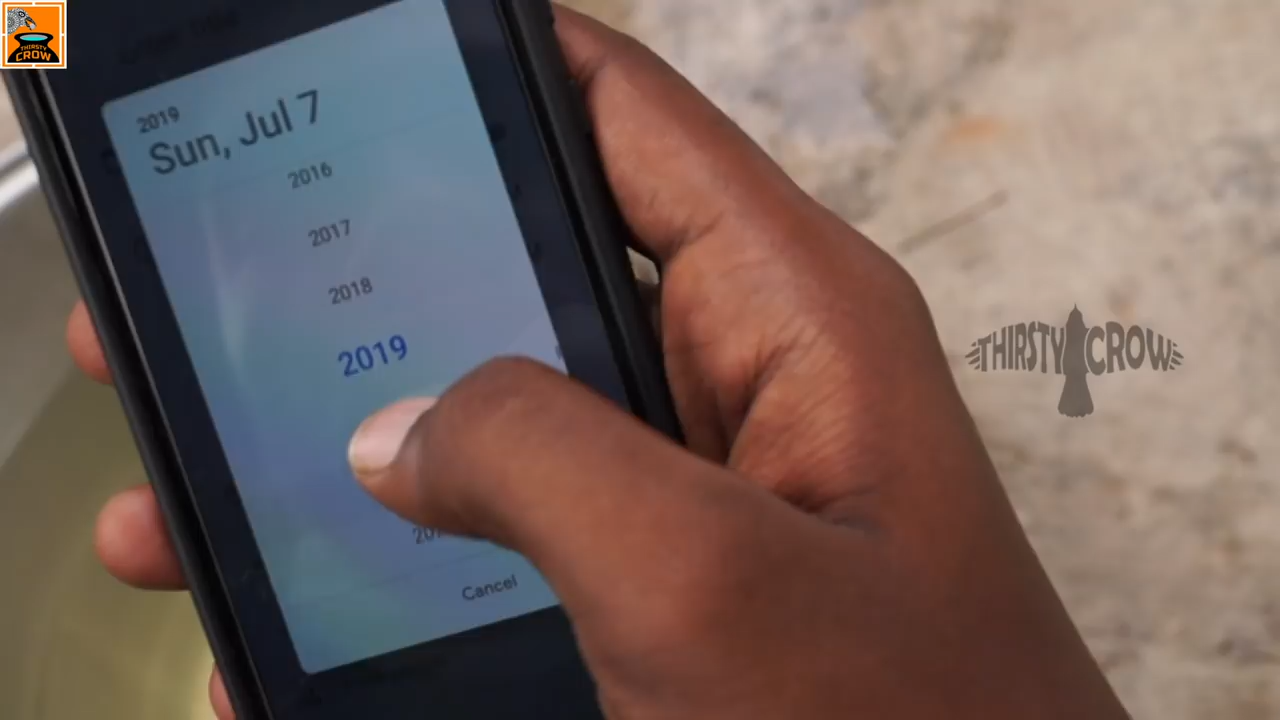 THIRSTY
CROW
2019
Sun, Jul 7
2016
2017
2018
2019
Cancel
THIRSTY CROW